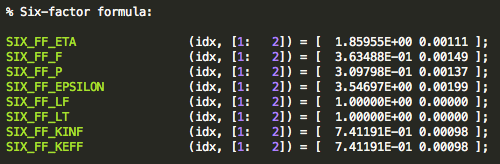 % Six-factor formula:
SIX_FF_ETA (idx, [1: 2]) = [ 1.85955E+00 0.00111 ];
SIX_FF_F (idx, [1: 2]) = [ 3.63488E-01 0.00149 ];
SIX_FF_P (idx, [1: 2]) = [ 3.09798E-01 0.00137 ];
SIX_FF_EPSILON (idx, [1: 2]) = [ 3.54697E+00 0.00199 ];
SIX_FF_LF (idx, [1: 2]) = [ 1.00000E+00 0.00000 ];
SIX_FF_LT (idx, [1: 2]) = [ 1.00000E+00 0.00000 ];
SIX_FF_KINF (idx, [1: 2]) = [ 7.41191E-01 0.00098 ];
SIX_FF_KEFF (idx, [1: 2]) = [ 7.41191E-01 0.00098 ];